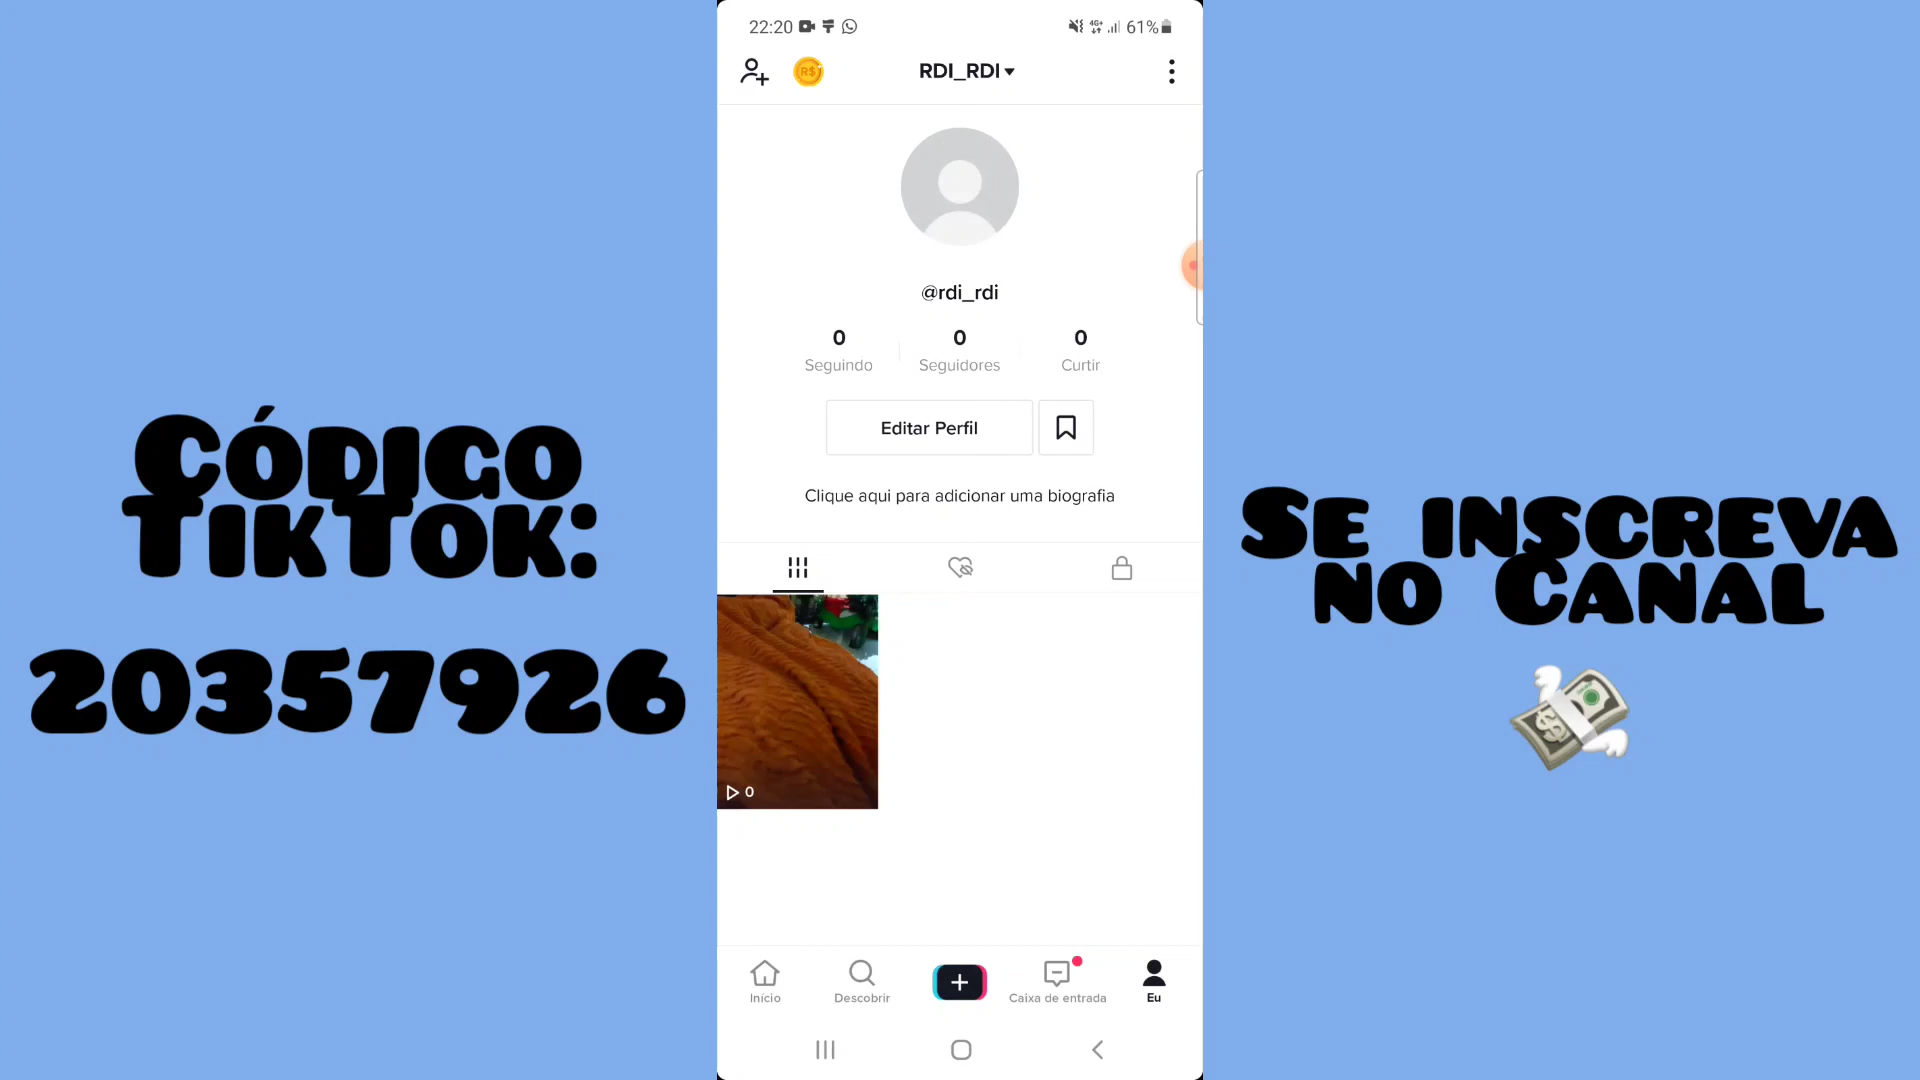 22:20
4G+ 61%
R$
RDI_RDI
@rdi_rdi
0 0 0
Seguindo Seguidores Curtir
Editar Perfil
Clique aqui para adicionar uma biografia
0
Início Descobrir Caixa de entrada Eu
Código
TikTok:
20357926
Se inscreva
no Canal